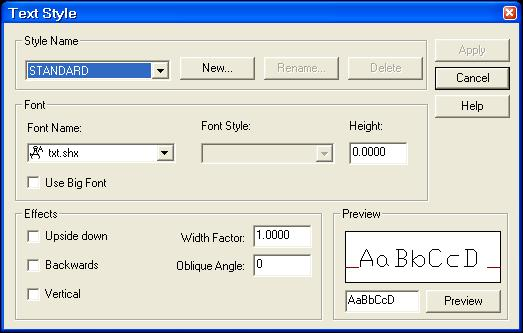 Text Style
Style Name
STANDARD
New...
Rename...
Delete
Apply
Cancel
Help
Font
Font Name:
Font Style:
Height:
txt.shx
0.0000
Use Big Font
Effects
Upside down
Width Factor:
1.0000
Backwards
Oblique Angle:
0
Vertical
Preview
AaBbCcD
AaBbCcD
Preview